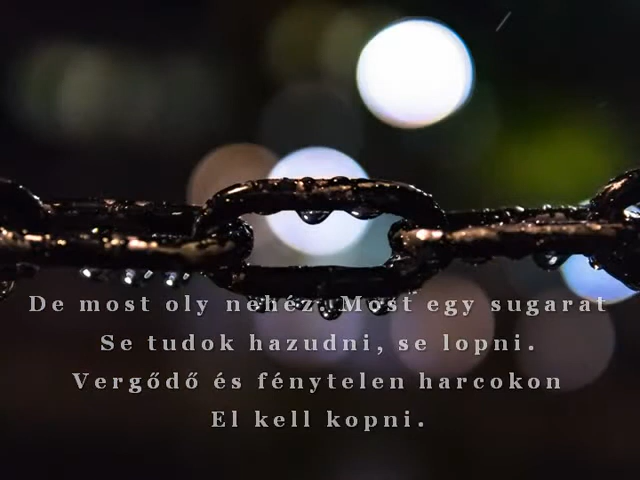 De most oly nehéz. Most egy sugarat
Se tudok hazudni, se lopni.
Vergődő és fénytelen harcokon
El kell kopni.